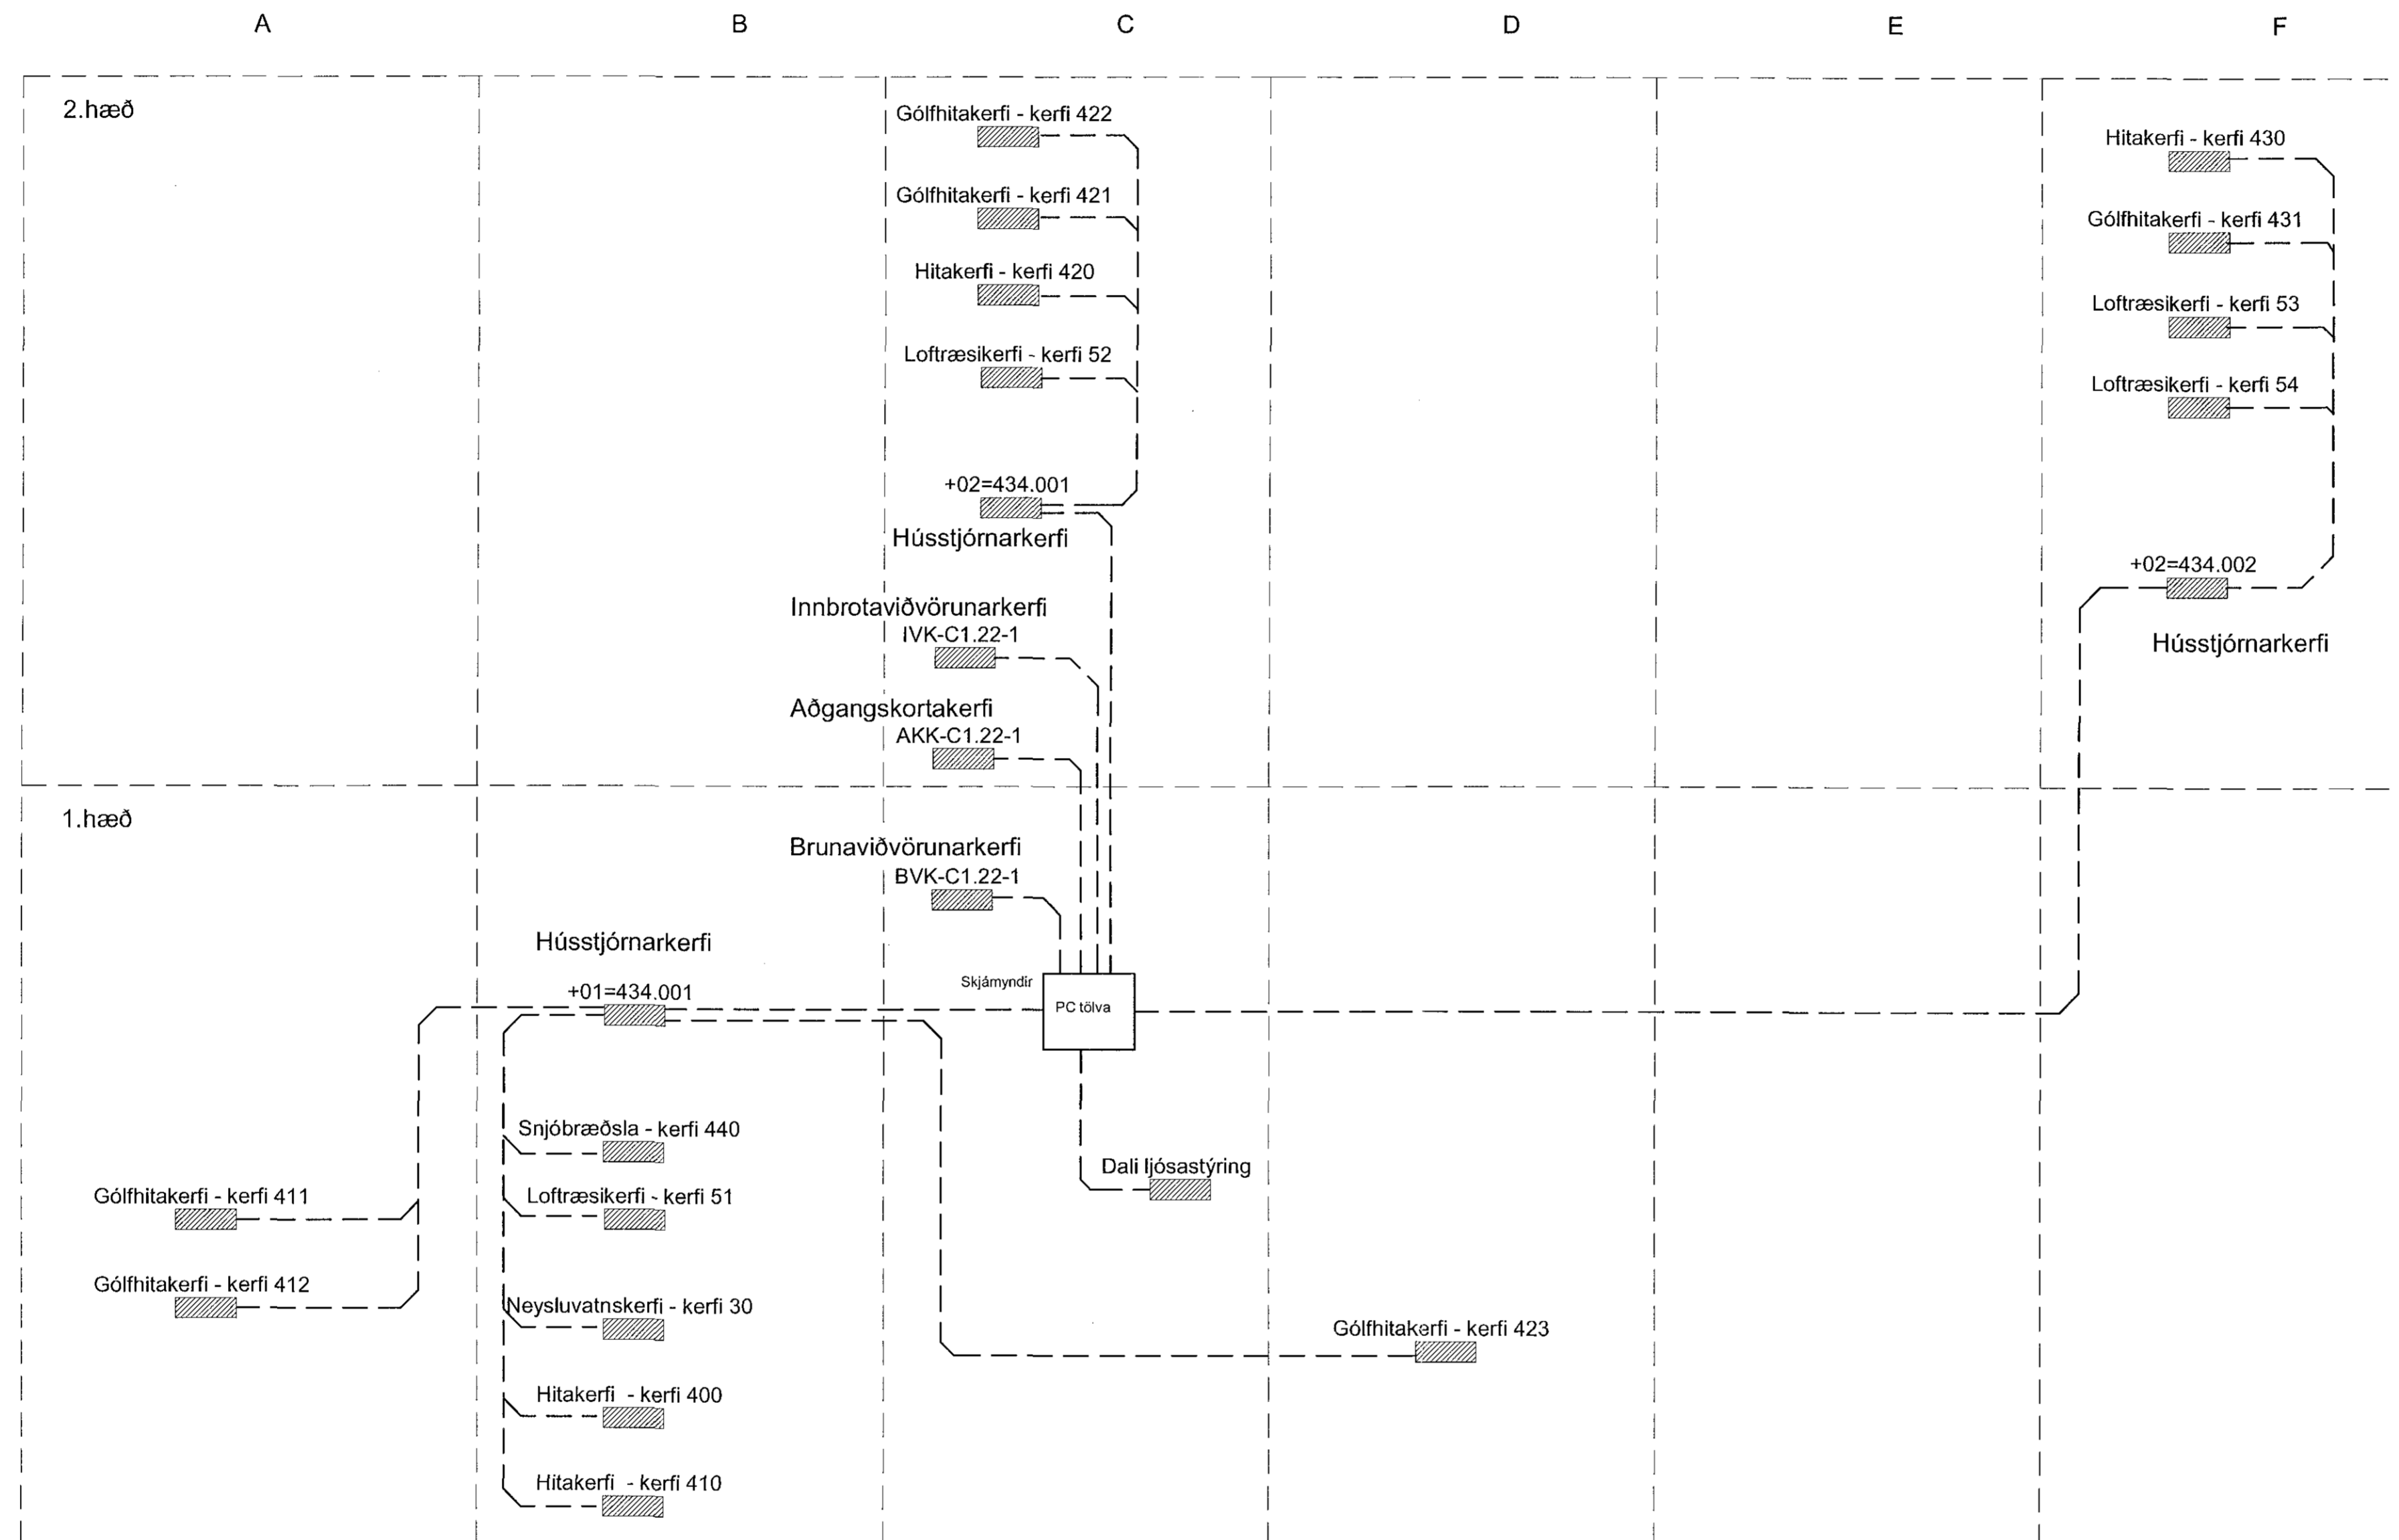 A
B
C
D
E
F
2.hæð
Gólfhitakerfi - kerfi 422
Gólfhitakerfi - kerfi 421
Hitakerfi - kerfi 420
Loftræsikerfi - kerfi 52
+02=434.001
Hússtjórnarkerfi
Innbrotaviðvörunarkerfi
IVK-C1.22-1
Aðgangskortakerfi
AKK-C1.22-1
Hitakerfi - kerfi 430
Gólfhitakerfi - kerfi 431
Loftræsikerfi - kerfi 53
Loftræsikerfi - kerfi 54
+02=434.002
Hússtjórnarkerfi
1.hæð
Brunaviðvörunarkerfi
BVK-C1.22-1
Hússtjórnarkerfi
+01=434.001
Skjámyndir
PC tölva
Snjóbræðsla - kerfi 440
Loftræsikerfi - kerfi 51
Neysluvatnskerfi - kerfi 30
Hitakerfi - kerfi 400
Hitakerfi - kerfi 410
Gólfhitakerfi - kerfi 411
Gólfhitakerfi - kerfi 412
Dali ljósastýring
Gólfhitakerfi - kerfi 423